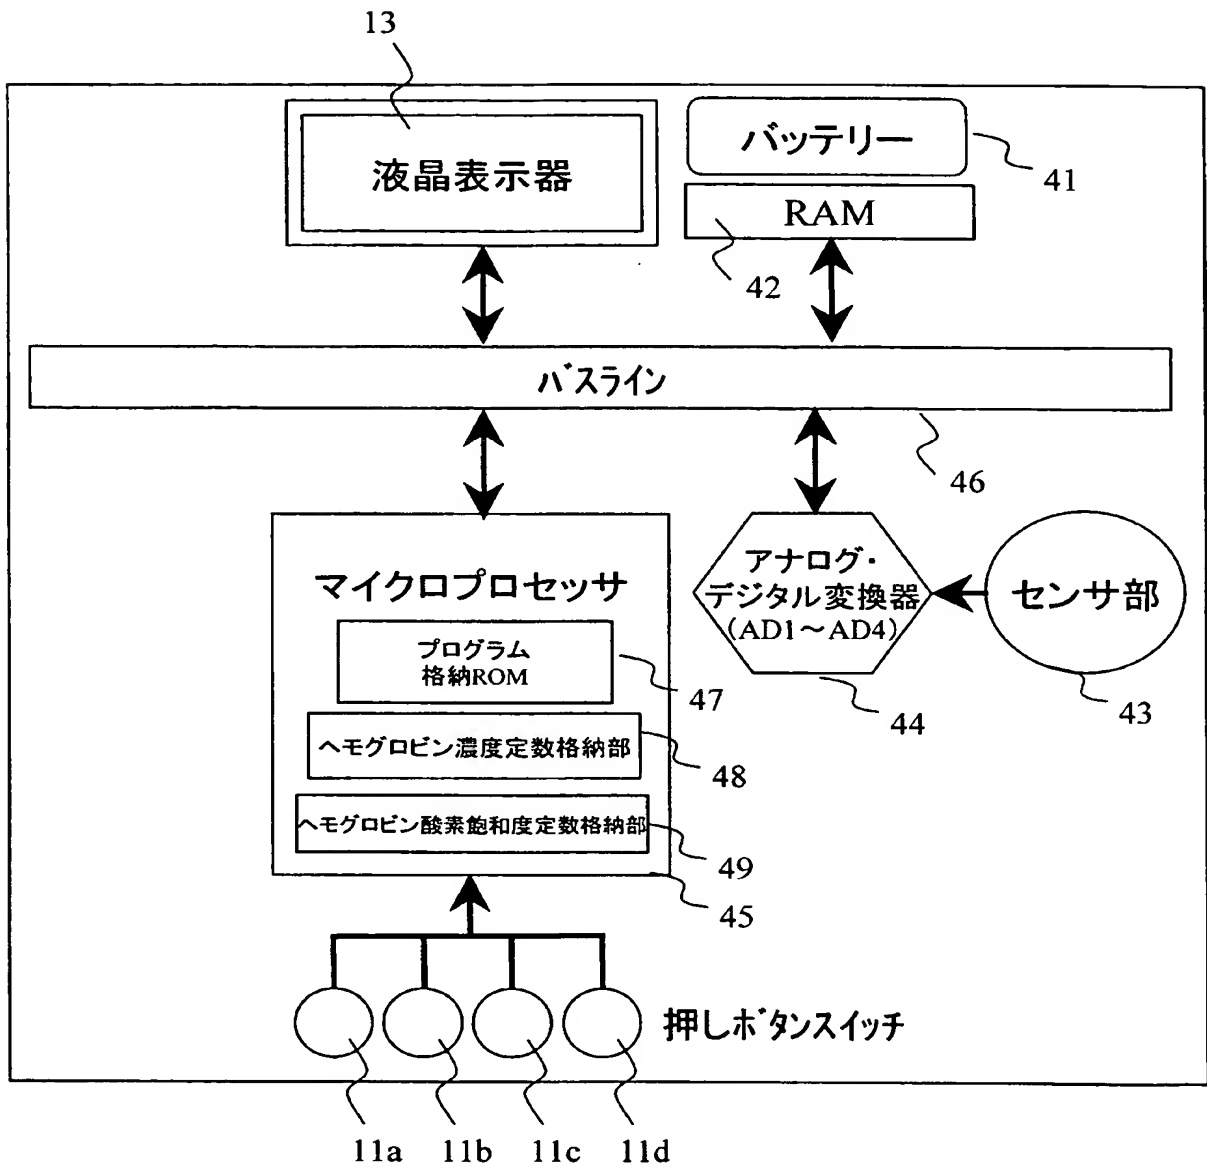 13
液晶表示器
バッテリー
41
RAM
42
バスライン
46
マイクロプロセッサ
プログラム
格納ROM
47
ヘモグロビン濃度定数格納部
48
ヘモグロビン酸素飽和度定数格納部
49
45
アナログ・
デジタル変換器
(AD1～AD4)
44
センサ部
43
押しボタンスイッチ
11a
11b
11c
11d